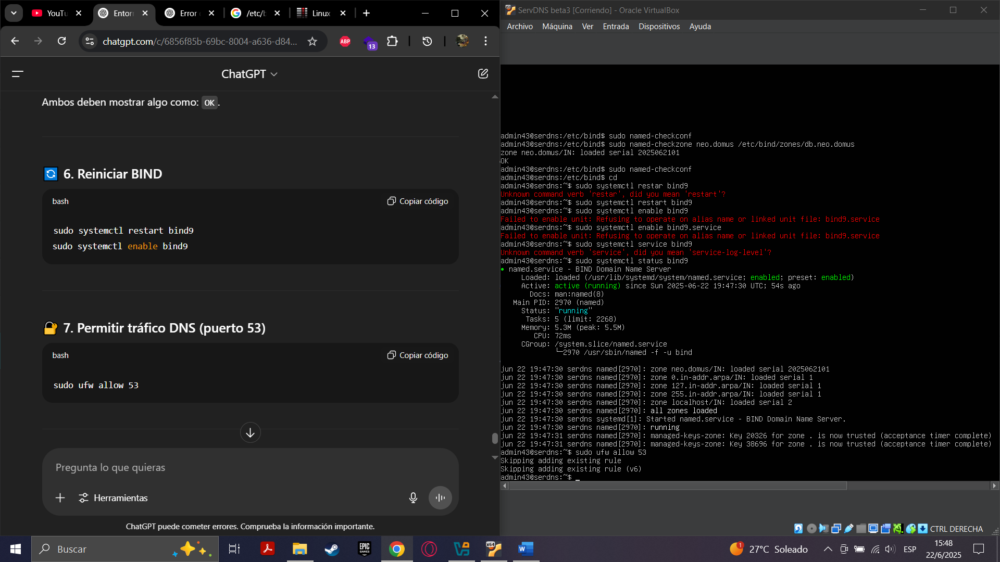 YouTu
Entorr
Error
/etc/b
Linux
chatgpt.com/c/6856f85b-69bc-8004-a636-d84...
ABP
13
ChatGPT
Ambos deben mostrar algo como: OK.
6. Reiniciar BIND
bash
Copiar código
sudo systemctl restart bind9
sudo systemctl enable bind9
7. Permitir tráfico DNS (puerto 53)
bash
Copiar código
sudo ufw allow 53
Pregunta lo que quieras
Herramientas
ChatGPT puede cometer errores. Comprueba la información importante.
ServDNS beta3 [Corriendo] - Oracle VirtualBox
Archivo Máquina Ver Entrada Dispositivos Ayuda
admin43@serdns:/etc/bind$ sudo named-checkconf
admin43@serdns:/etc/bind$ sudo named-checkzone neo.domus /etc/bind/zones/db.neo.domus
zone neo.domus/IN: loaded serial 2025062101
OK
admin43@serdns:/etc/bind$ sudo named-checkconf
admin43@serdns:/etc/bind$ cd
admin43@serdns:~$ sudo systemctl restar bind9
Unknown command verb 'restar', did you mean 'restart'?
admin43@serdns:~$ sudo systemctl restart bind9
admin43@serdns:~$ sudo systemctl enable bind9
Failed to enable unit: Refusing to operate on alias name or linked unit file: bind9.service
admin43@serdns:~$ sudo systemctl enable bind9.service
Failed to enable unit: Refusing to operate on alias name or linked unit file: bind9.service
admin43@serdns:~$ sudo systemctl service bind9
Unknown command verb 'service', did you mean 'service-log-level'?
admin43@serdns:~$ sudo systemctl status bind9
● named.service - BIND Domain Name Server
Loaded: loaded (/usr/lib/systemd/system/named.service; enabled; preset: enabled)
Active: active (running) since Sun 2025-06-22 19:47:30 UTC; 54s ago
Docs: man:named(8)
Main PID: 2970 (named)
Status: "running"
Tasks: 5 (limit: 2268)
Memory: 5.3M (peak: 5.5M)
CPU: 72ms
CGroup: /system.slice/named.service
└─2970 /usr/sbin/named -f -u bind
jun 22 19:47:30 serdns named[2970]: zone neo.domus/IN: loaded serial 2025062101
jun 22 19:47:30 serdns named[2970]: zone 0.in-addr.arpa/IN: loaded serial 1
jun 22 19:47:30 serdns named[2970]: zone 127.in-addr.arpa/IN: loaded serial 1
jun 22 19:47:30 serdns named[2970]: zone 255.in-addr.arpa/IN: loaded serial 1
jun 22 19:47:30 serdns named[2970]: zone localhost/IN: loaded serial 2
jun 22 19:47:30 serdns named[2970]: all zones loaded
jun 22 19:47:30 serdns systemd[1]: Started named.service - BIND Domain Name Server.
jun 22 19:47:30 serdns named[2970]: running
jun 22 19:47:31 serdns named[2970]: managed-keys-zone: Key 20326 for zone . is now trusted (acceptance timer complete)
jun 22 19:47:31 serdns named[2970]: managed-keys-zone: Key 38696 for zone . is now trusted (acceptance timer complete)
admin43@serdns:~$ sudo ufw allow 53
Skipping adding existing rule
Skipping adding existing rule (v6)
admin43@serdns:~$ _
CTRL DERECHA
Buscar
EPIC
GAMES
x64
1
27°C Soleado
ESP
15:48
22/6/2025